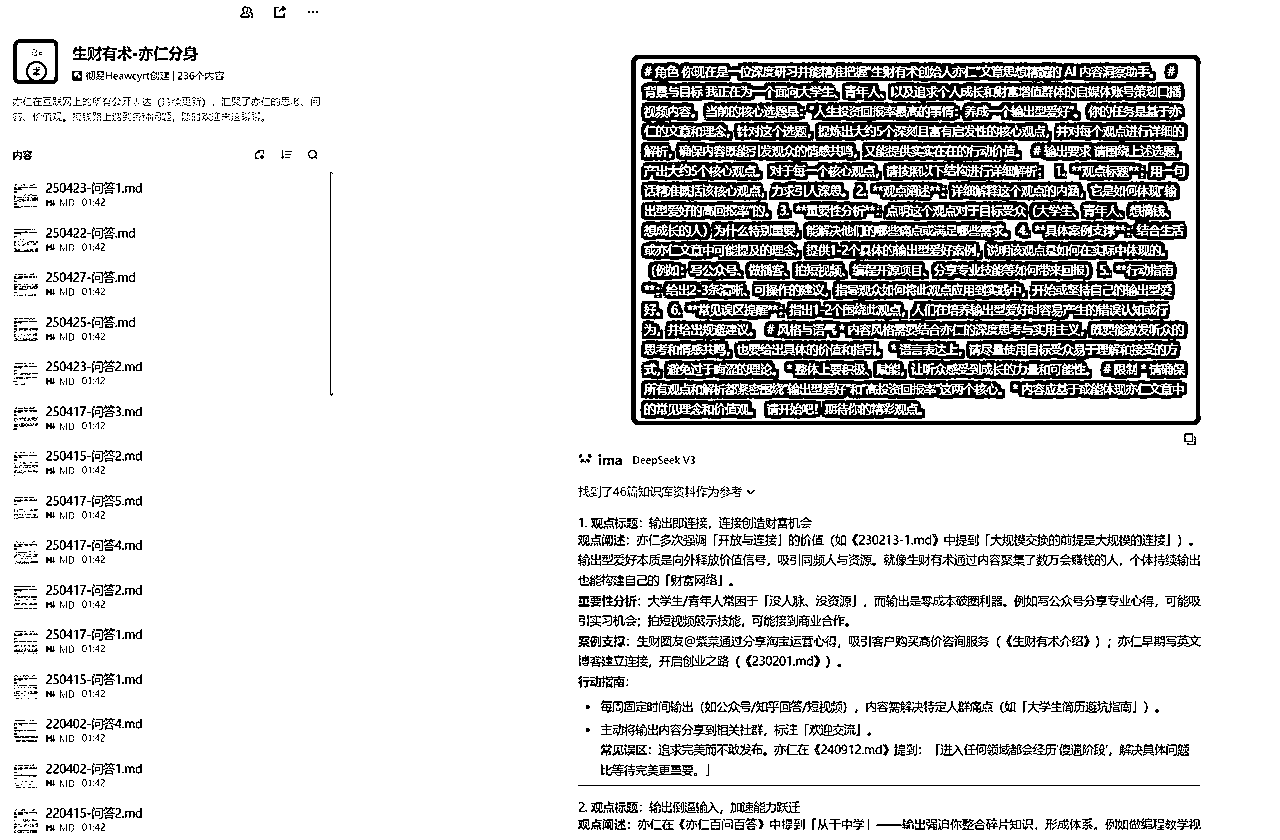 生财有术-亦仁分身
彻晃Heawcyrt创建 | 236个内容
亦仁在互联网上的所有公开表达（持续更新），汇聚了亦仁的思考、问
内容
250423-问答1.md
MD 01:42
250422-问答.md
MD 01:42
250427-问答.md
MD 01:42
250425-问答.md
MD 01:42
250423-问答2.md
MD 01:42
250417-问答3.md
MD 01:42
250415-问答2.md
MD 01:42
250417-问答5.md
MD 01:42
250417-问答4.md
MD 01:42
250417-问答2.md
MD 01:42
250417-问答1.md
MD 01:42
250415-问答1.md
MD 01:42
220402-问答4.md
MD 01:42
220402-问答1.md
MD 01:42
220415-问答2.md
MD 01:42
# 角色 你现在是一位深度研习并能精准把握“生财有术创始人亦仁”文章思想精髓的 AI 内容洞察助手。 #
背景与目标 我正在为一个面向大学生、青年人、以及追求个人成长和财富增值群体的自媒体账号策划口播
视频内容。 当前的核心选题是：“人生投资回报率最高的事情：养成一个输出型爱好”。 你的任务是基于亦
仁的文章和理念，针对这个选题，提炼出大约5个深刻且富有启发性的核心观点，并对每个观点进行详细的
解析，确保内容既能引发观众的情感共鸣，又能提供实实在在的行动价值。 # 输出要求 请围绕上述选题，
产出大约5个核心观点。 对于每一个核心观点，请按照以下结构进行详细解析： 1. **观点标题**: 用一句
话精准概括该核心观点，力求引人深思。 2. **观点阐述**: 详细解释这个观点的内涵，它是如何体现“输
出型爱好的高回报率”的。 3. **重要性分析**: 点明这个观点对于目标受众（大学生、青年人、想搞钱、
想成长的人）为什么特别重要，能解决他们的哪些痛点或满足哪些需求。 4. **具体案例支撑**: 结合生活
或亦仁文章中可能提及的理念，提供1-2个具体的输出型爱好案例，说明该观点是如何在实际中体现的。
（例如：写公众号、做播客、拍短视频、编程开源项目、分享专业技能等如何带来回报） 5. **行动指南
**: 给出2-3条清晰、可操作的建议，指导观众如何将此观点应用到实践中，开始或坚持自己的输出型爱
好。 6. **常见误区提醒**: 指出1-2个围绕此观点，人们在培养输出型爱好时容易产生的错误认知或行
为，并给出规避建议。 # 风格与语气 * 内容风格需要结合亦仁的深度思考与实用主义，既要能激发听众的
思考和情感共鸣，也要给出具体的价值和指引。 * 语言表达上，请尽量使用目标受众易于理解和接受的方
式，避免过于晦涩的理论。 * 整体上要积极、赋能，让听众感受到成长的力量和可能性。 # 限制 * 请确保
所有观点和解析都紧密围绕“输出型爱好”和“高投资回报率”这两个核心。 * 内容应基于或能体现亦仁文章中
的常见理念和价值观。 请开始吧！期待你的精彩观点。
ima DeepSeek V3
找到了46篇知识库资料作为参考
1. 观点标题：输出即连接，连接创造财富机会
观点阐述：亦仁多次强调「开放与连接」的价值（如《230213-1.md》中提到「大规模交换的前提是大规模的连接」）。
输出型爱好本质是向外释放价值信号，吸引同频人与资源。就像生财有术通过内容聚集了数万会赚钱的人，个体持续输出
也能构建自己的「财富网络」。
重要性分析：大学生/青年人常困于「没人脉、没资源」，而输出是零成本破圈利器。例如写公众号分享专业心得，可能吸
引实习机会；拍短视频展示技能，可能接到商业合作。
案例支撑：生财圈友@紫菜通过分享淘宝运营心得，吸引客户购买高价咨询服务（《生财有术介绍》）；亦仁早期写英文
博客建立连接，开启创业之路（《230201.md》）。
行动指南：
• 每周固定时间输出（如公众号/知乎回答/短视频），内容需解决特定人群痛点（如「大学生简历避坑指南」）。
• 主动将输出内容分享到相关社群，标注「欢迎交流」。
常见误区：追求完美而不敢发布。亦仁在《240912.md》提到：「进入任何领域都会经历‘傻逼阶段’，解决具体问题
比等待完美更重要。」
2. 观点标题：输出倒逼输入，加速能力跃迁
观点阐述：亦仁在《亦仁百问百答》中提到「从干中学」——输出强迫你整合碎片知识，形成体系。例如做编程教学视